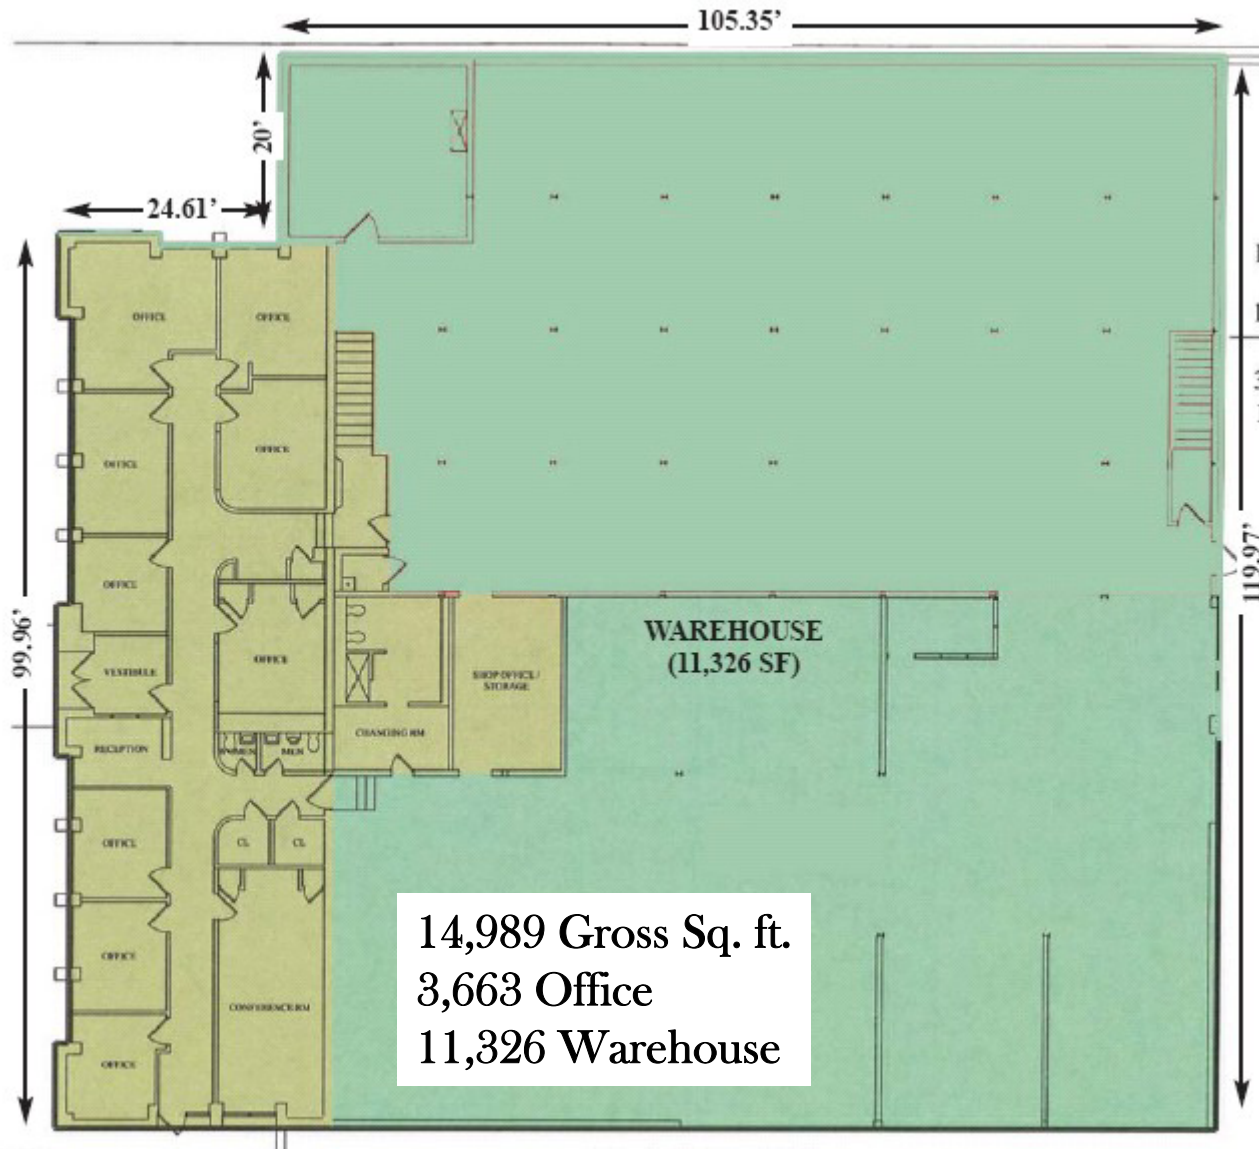 105.35'
20'
24.61'
OFFICE
OFFICE
OFFICE
OFFICE
OFFICE
99.96'
119.97'
WAREHOUSE
(11,326 SF)
OFFICE
VESTIBULE
SHOP OFFICE/
STORAGE
RECEPTION
WOMEN
MEN
CHANGING RM
OFFICE
CL
CL
OFFICE
CONFERENCE RM
OFFICE
14,989 Gross Sq. ft.
3,663 Office
11,326 Warehouse